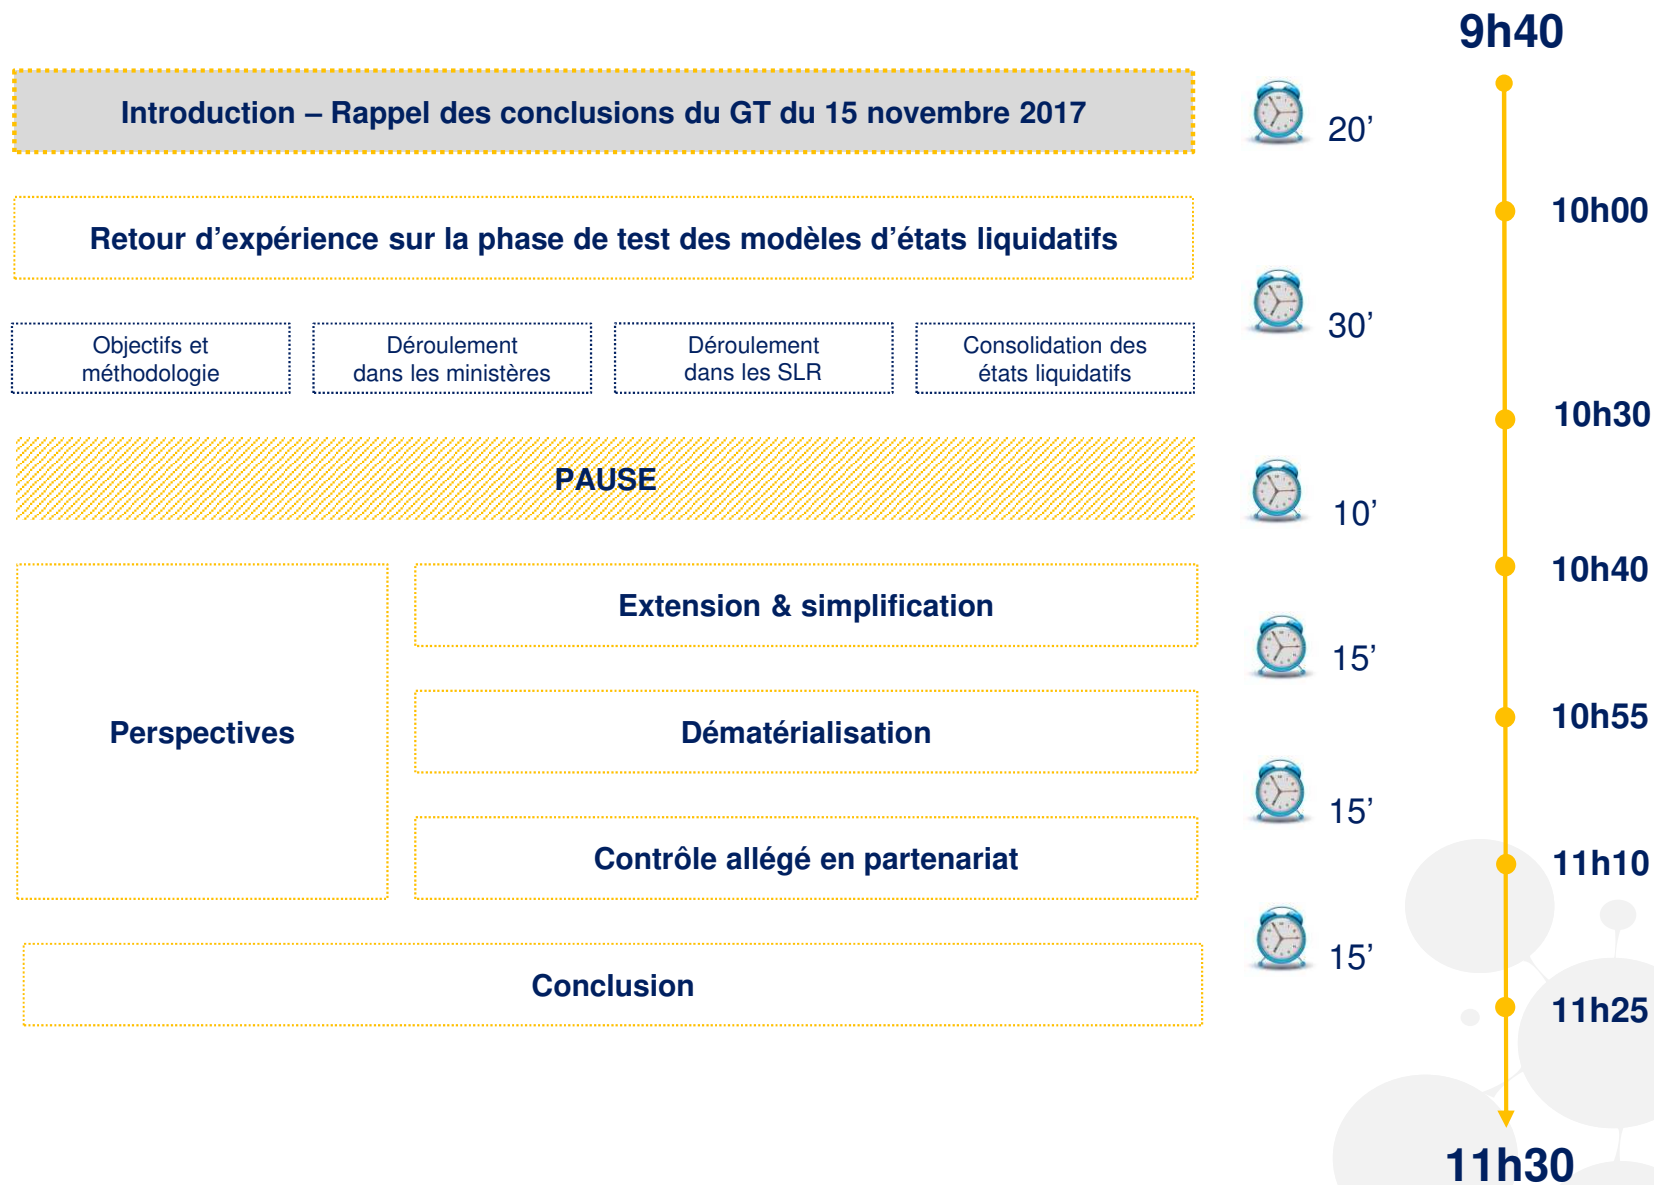 9h40
Introduction – Rappel des conclusions du GT du 15 novembre 2017
20’
10h00
Retour d’expérience sur la phase de test des modèles d’états liquidatifs
30’
Objectifs et
méthodologie
Déroulement
dans les ministères
Déroulement
dans les SLR
Consolidation des
états liquidatifs
10h30
PAUSE
10’
10h40
Perspectives
Extension & simplification
15’
10h55
Dématérialisation
15’
11h10
Contrôle allégé en partenariat
15’
11h25
Conclusion
11h30